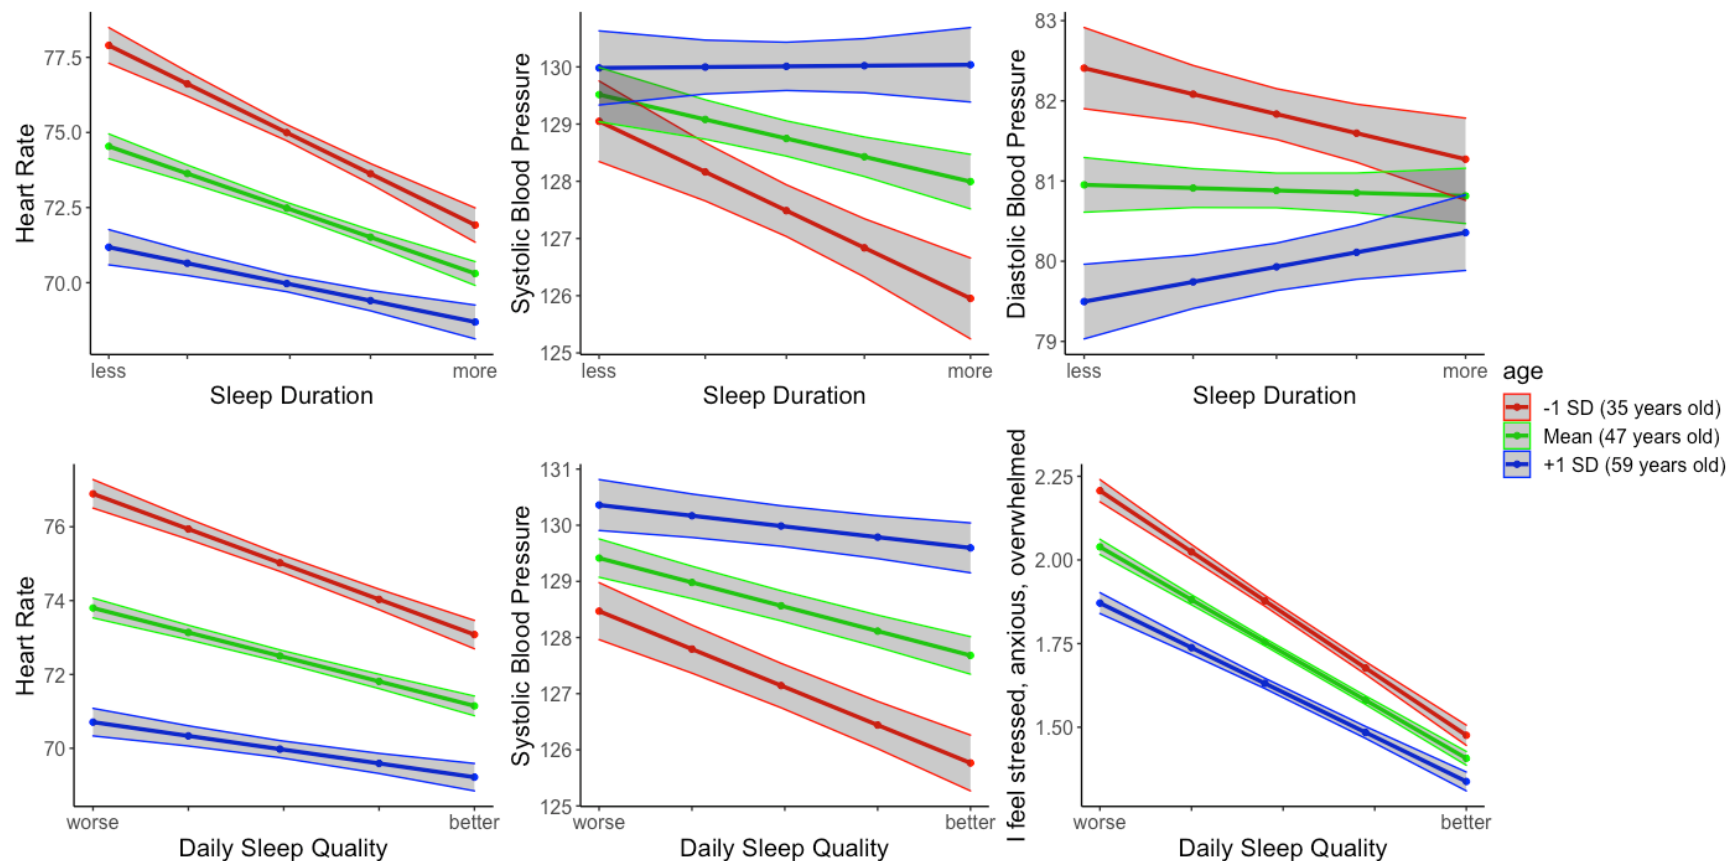 Heart Rate
77.5
75.0
72.5
70.0
less
more
Sleep Duration
Systolic Blood Pressure
130
129
128
127
126
125
less
more
Sleep Duration
Diastolic Blood Pressure
83
82
81
80
79
less
more
Sleep Duration
age
-1 SD (35 years old)
Mean (47 years old)
+1 SD (59 years old)
Heart Rate
76
74
72
70
worse
better
Daily Sleep Quality
Systolic Blood Pressure
131
130
129
128
127
126
125
worse
better
Daily Sleep Quality
I feel stressed, anxious, overwhelmed
2.25
2.00
1.75
1.50
worse
better
Daily Sleep Quality